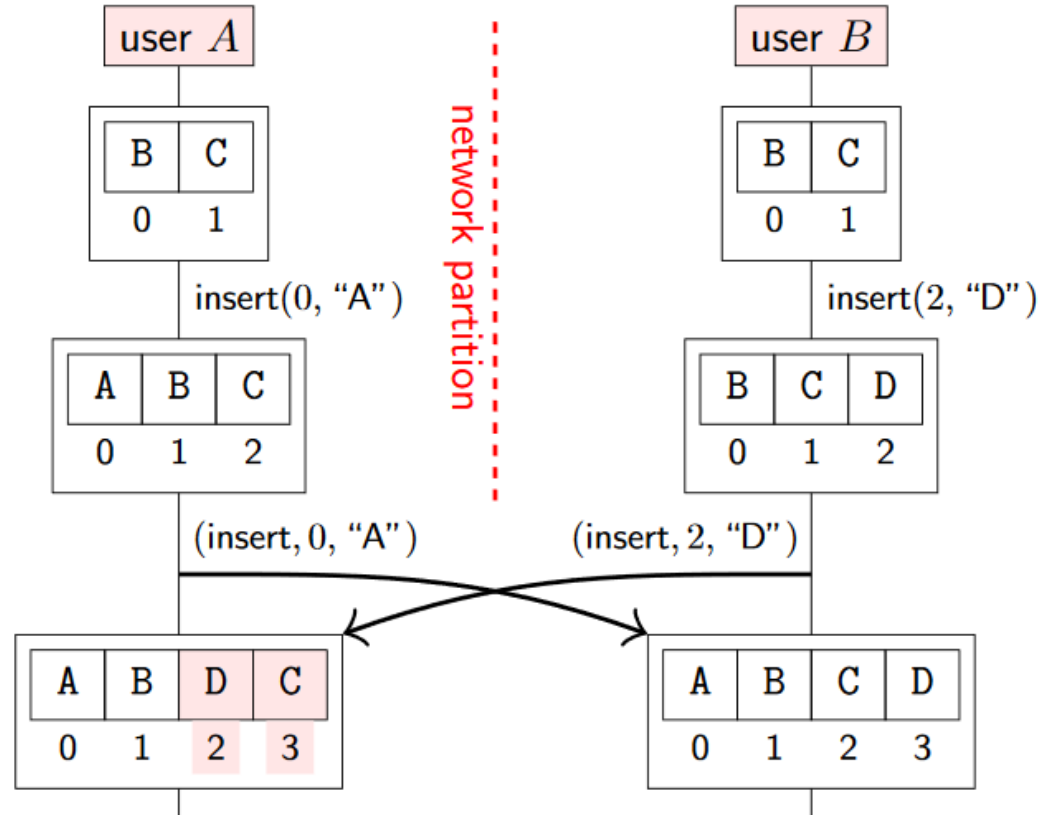 user A
user B
B C
0 1
B C
0 1
network partition
insert(0, “A”)
insert(2, “D”)
A B C
0 1 2
B C D
0 1 2
(insert, 0, “A”)
(insert, 2, “D”)
A B D C
0 1 2 3
A B C D
0 1 2 3